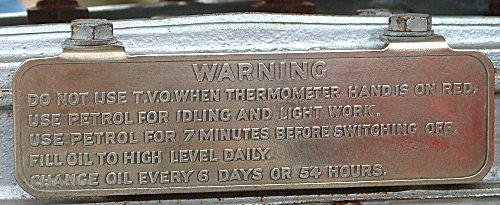 WARNING
DO NOT USE T.V.O. WHEN THERMOMETER HAND IS ON RED.
USE PETROL FOR IDLING AND LIGHT WORK.
USE PETROL FOR 7 MINUTES BEFORE SWITCHING OFF.
FILL OIL TO HIGH LEVEL DAILY.
CHANGE OIL EVERY 6 DAYS OR 54 HOURS.